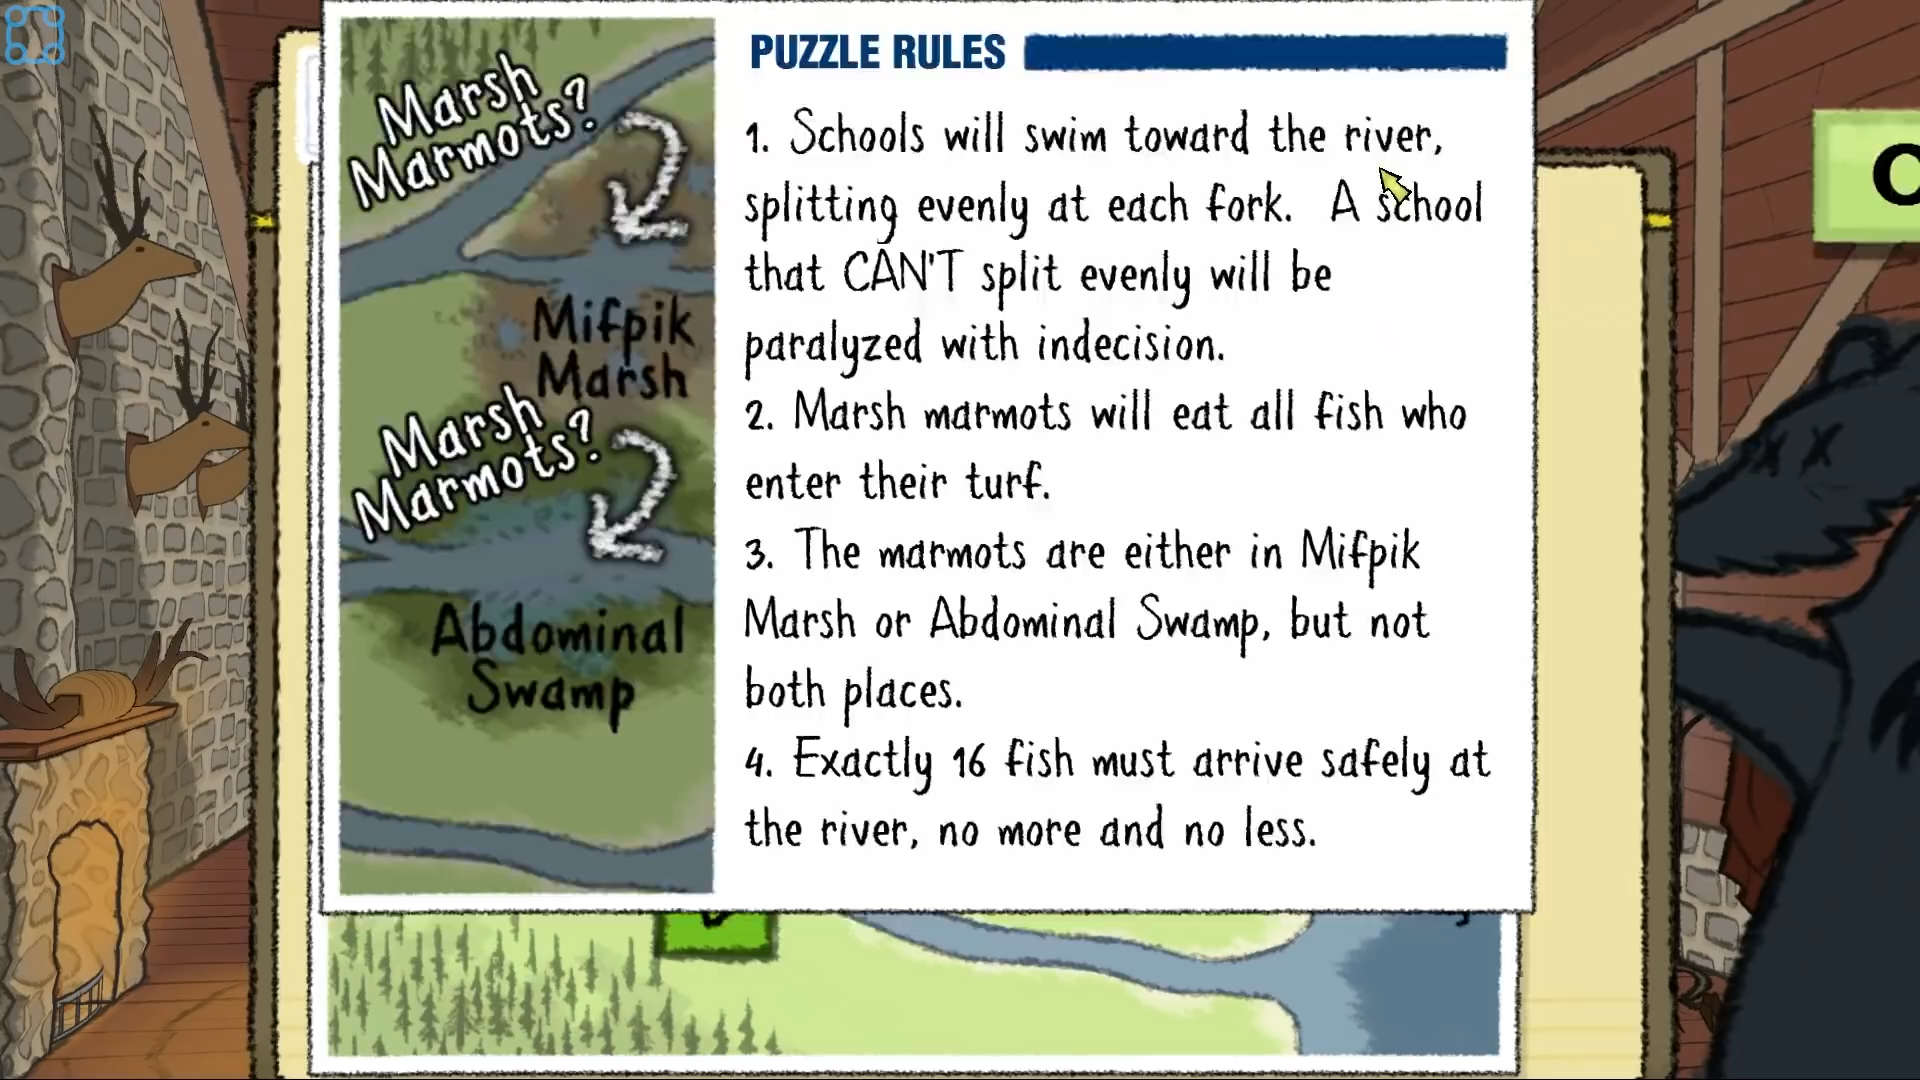 Marsh
Marmots?
Mifpik
Marsh
Marsh
Marmots?
Abdominal
Swamp
PUZZLE RULES
1. Schools will swim toward the river,
splitting evenly at each fork. A school
that CAN'T split evenly will be
paralyzed with indecision.
2. Marsh marmots will eat all fish who
enter their turf.
3. The marmots are either in Mifpik
Marsh or Abdominal Swamp, but not
both places.
4. Exactly 16 fish must arrive safely at
the river, no more and no less.